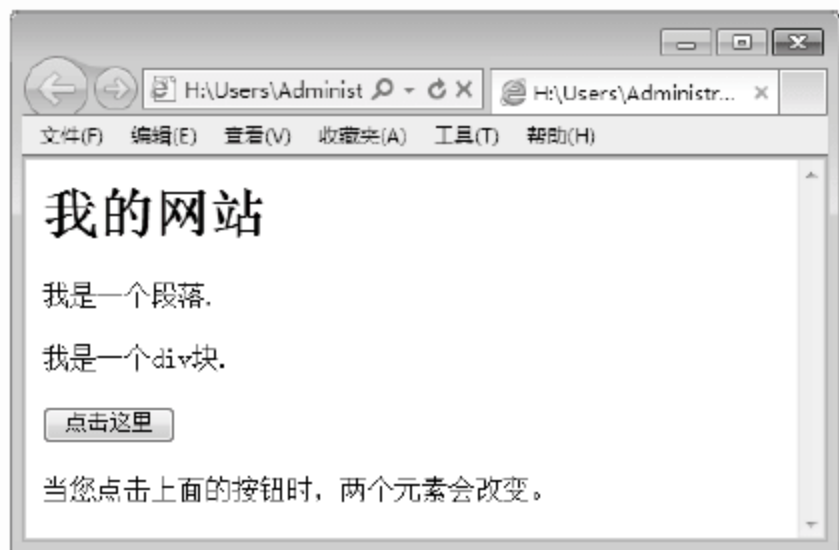 H:\Users\Administ
H:\Users\Administr...
文件(F) 编辑(E) 查看(V) 收藏夹(A) 工具(T) 帮助(H)
我的网站
我是一个段落.
我是一个div块.
点击这里
当您点击上面的按钮时，两个元素会改变。